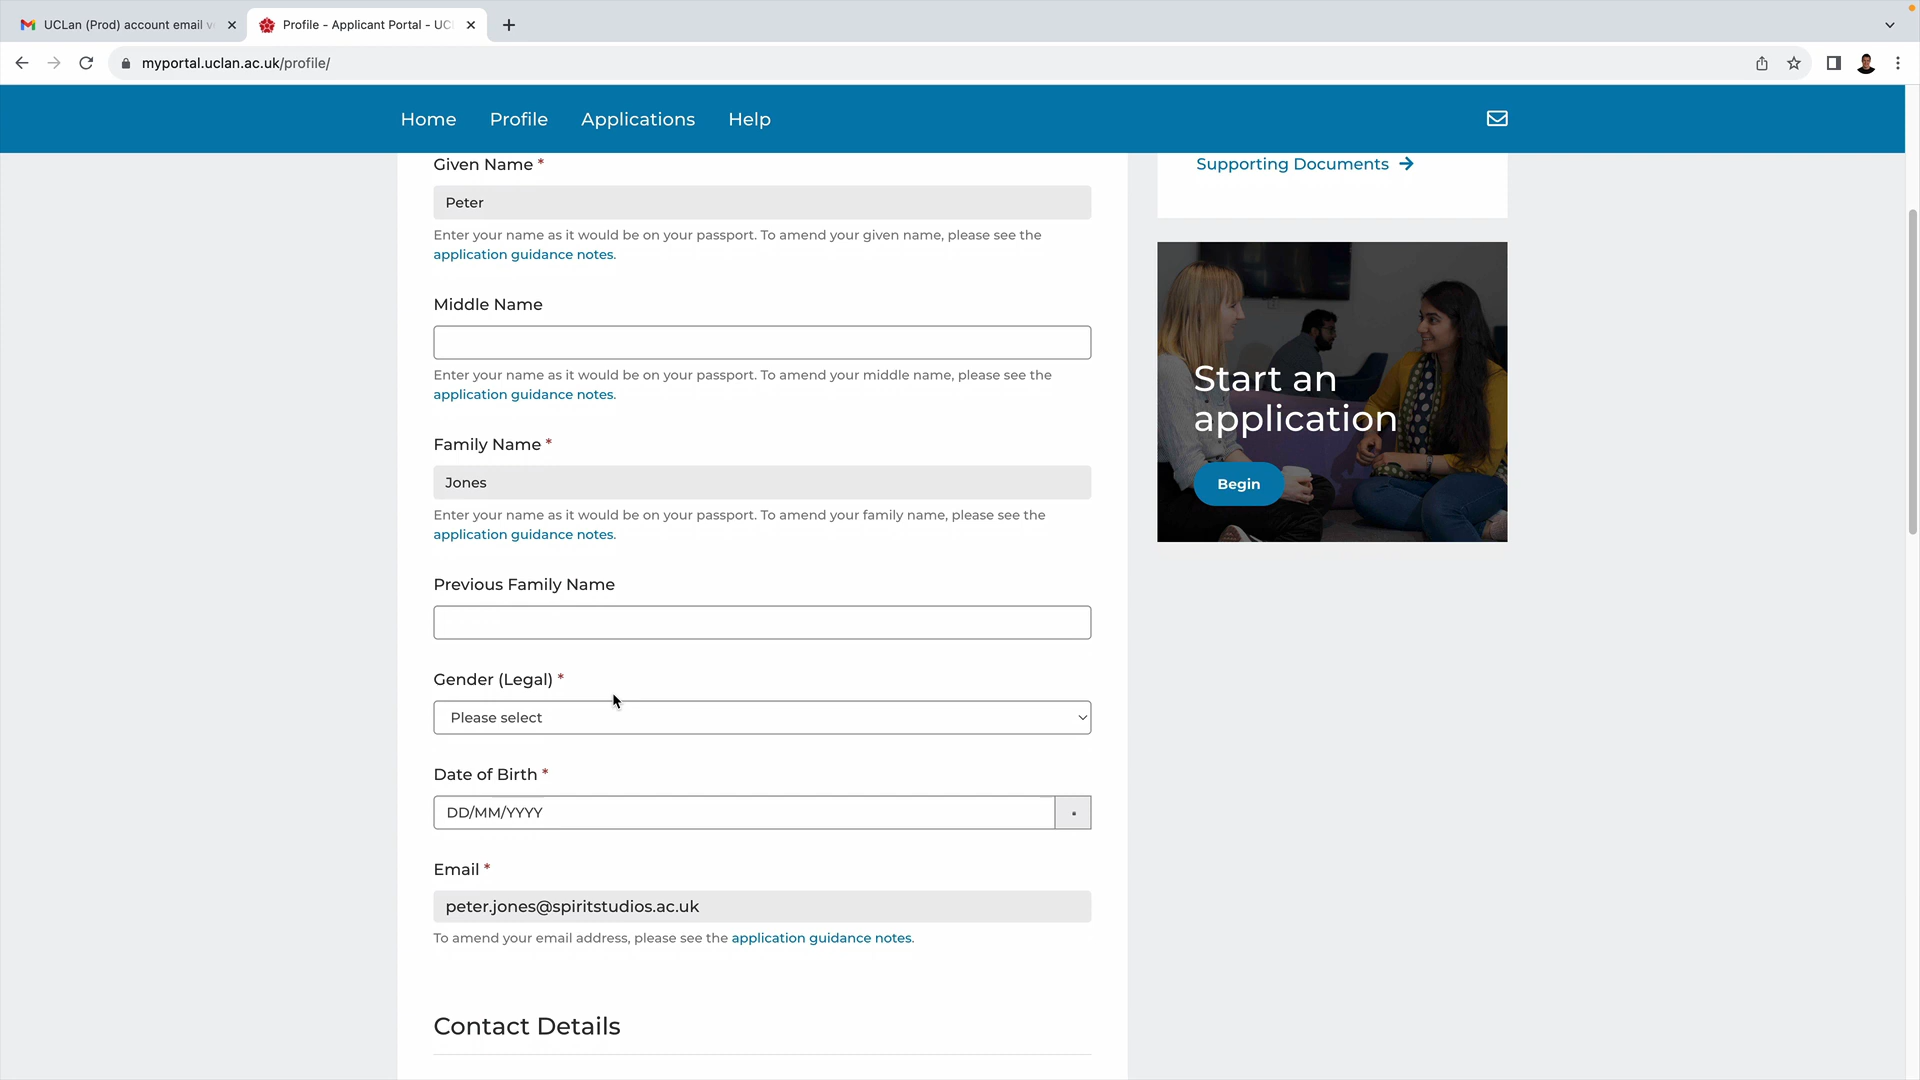 UCLan (Prod) account email v
Profile - Applicant Portal - UC
myportal.uclan.ac.uk/profile/
Home
Profile
Applications
Help
Given Name *
Peter
Enter your name as it would be on your passport. To amend your given name, please see the
application guidance notes.
Middle Name
Enter your name as it would be on your passport. To amend your middle name, please see the
application guidance notes.
Family Name *
Jones
Enter your name as it would be on your passport. To amend your family name, please see the
application guidance notes.
Previous Family Name
Gender (Legal) *
Please select
Date of Birth *
DD/MM/YYYY
Email *
peter.jones@spiritstudios.ac.uk
To amend your email address, please see the application guidance notes.
Contact Details
Supporting Documents
Start an
application
Begin